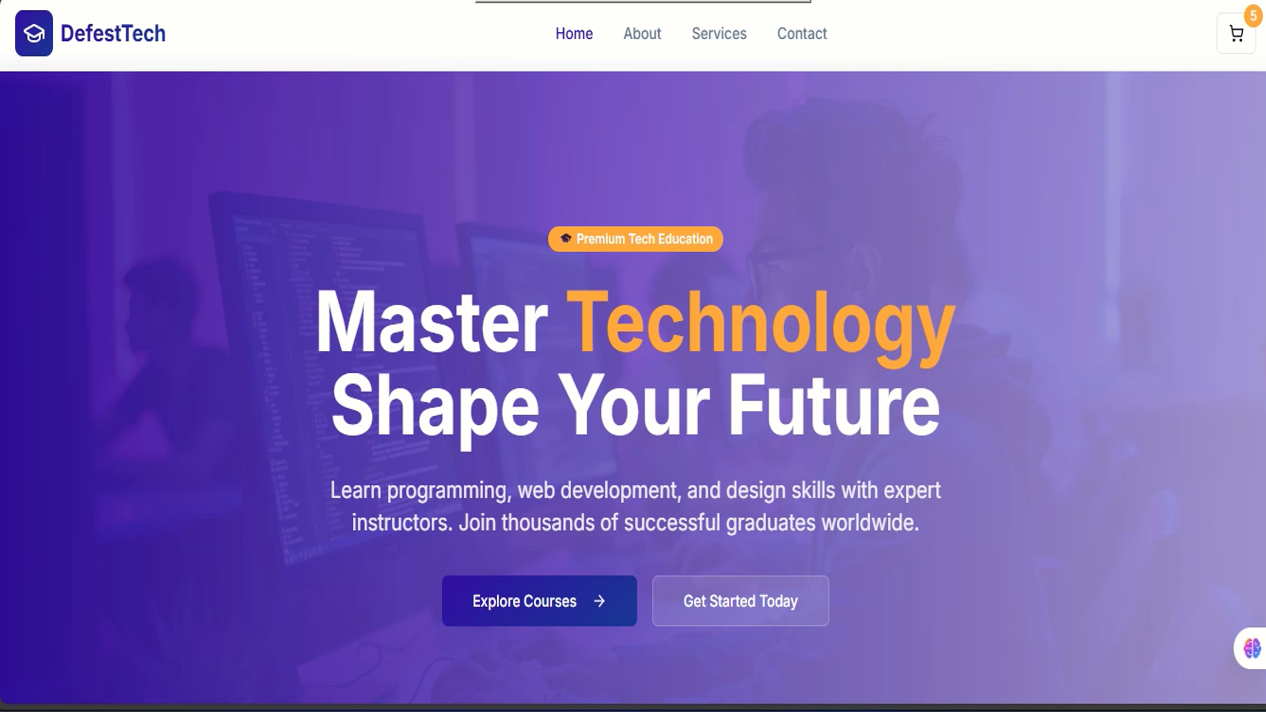 DefestTech
Home About Services Contact
5
Premium Tech Education
Master Technology
Shape Your Future
Learn programming, web development, and design skills with expert
instructors. Join thousands of successful graduates worldwide.
Explore Courses →
Get Started Today